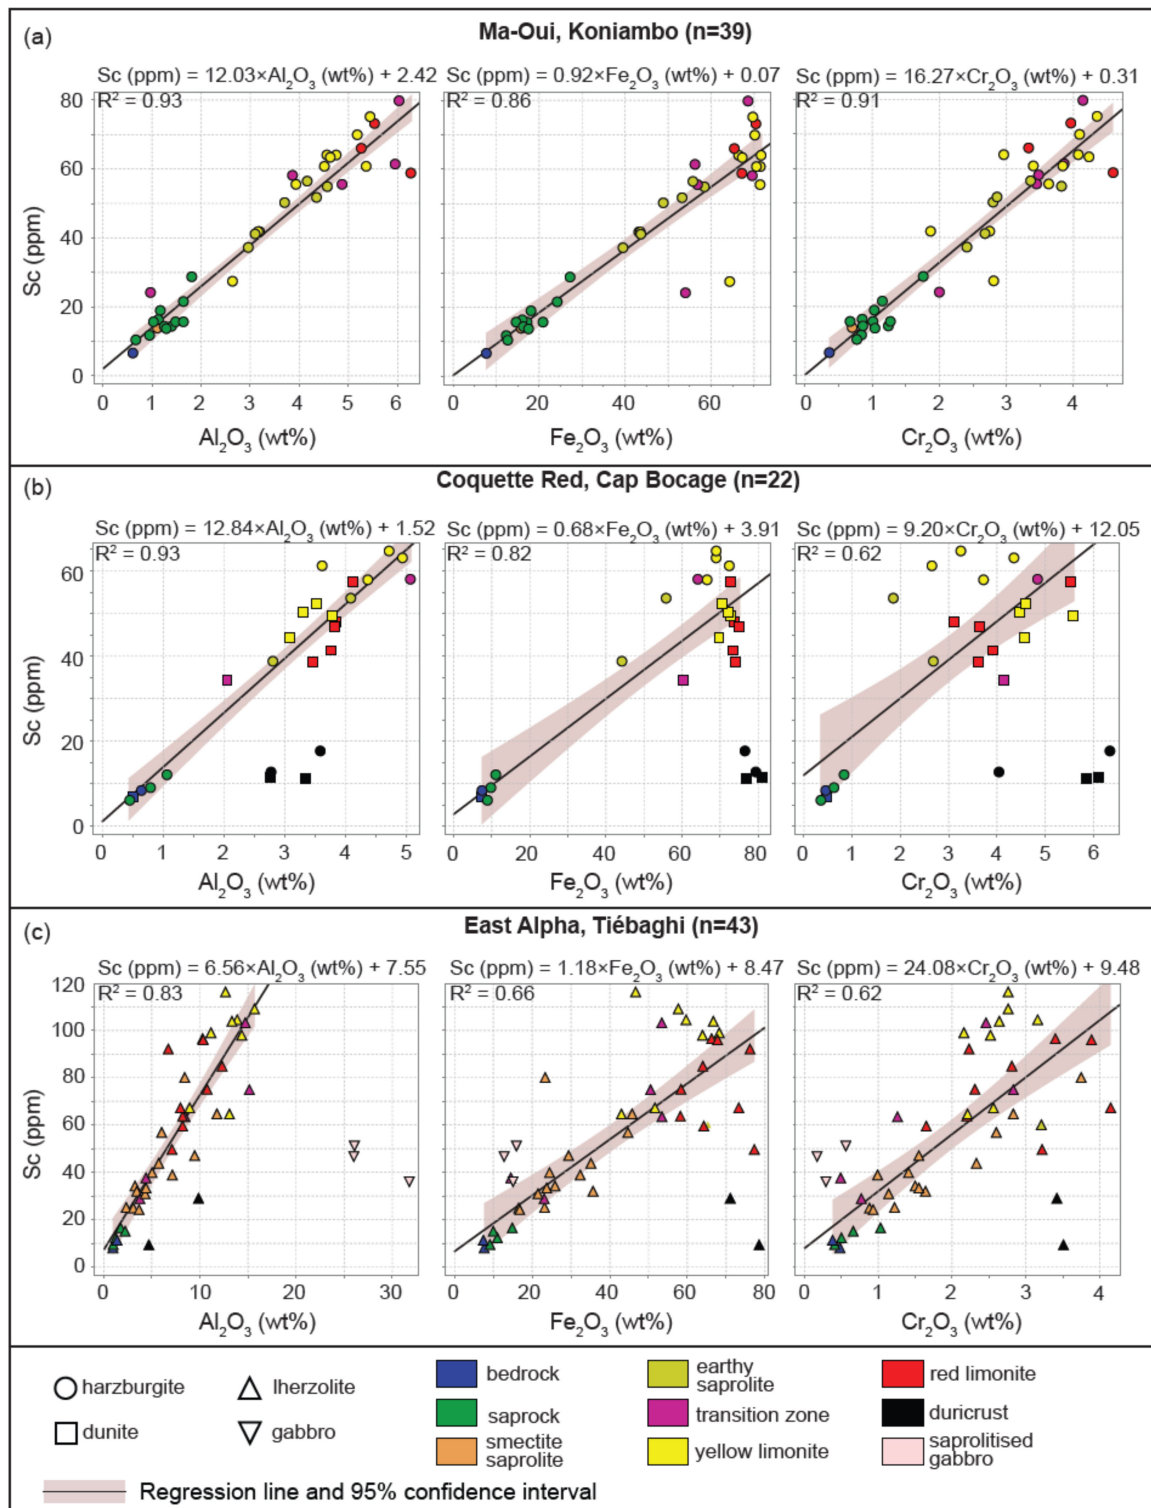 (a)
Ma-Oui, Koniambo (n=39)
Sc (ppm) = 12.03×Al₂O₃ (wt%) + 2.42
Sc (ppm) = 0.92×Fe₂O₃ (wt%) + 0.07
Sc (ppm) = 16.27×Cr₂O₃ (wt%) + 0.31
R² = 0.93
R² = 0.86
R² = 0.91
80
60
40
20
0
Sc (ppm)
0 1 2 3 4 5 6
0 20 40 60
0 1 2 3 4
Al₂O₃ (wt%)
Fe₂O₃ (wt%)
Cr₂O₃ (wt%)
(b)
Coquette Red, Cap Bocage (n=22)
Sc (ppm) = 12.84×Al₂O₃ (wt%) + 1.52
Sc (ppm) = 0.68×Fe₂O₃ (wt%) + 3.91
Sc (ppm) = 9.20×Cr₂O₃ (wt%) + 12.05
R² = 0.93
R² = 0.82
R² = 0.62
60
40
20
0
Sc (ppm)
0 1 2 3 4 5
0 20 40 60 80
0 1 2 3 4 5 6
Al₂O₃ (wt%)
Fe₂O₃ (wt%)
Cr₂O₃ (wt%)
(c)
East Alpha, Tiébaghi (n=43)
Sc (ppm) = 6.56×Al₂O₃ (wt%) + 7.55
Sc (ppm) = 1.18×Fe₂O₃ (wt%) + 8.47
Sc (ppm) = 24.08×Cr₂O₃ (wt%) + 9.48
R² = 0.83
R² = 0.66
R² = 0.62
120
100
80
60
40
20
0
Sc (ppm)
0 10 20 30
0 20 40 60 80
0 1 2 3 4
Al₂O₃ (wt%)
Fe₂O₃ (wt%)
Cr₂O₃ (wt%)
harzburgite
lherzolite
dunite
gabbro
bedrock
saprock
smectite
saprolite
earthy
saprolite
transition zone
yellow limonite
red limonite
duricrust
saprolitised
gabbro
Regression line and 95% confidence interval